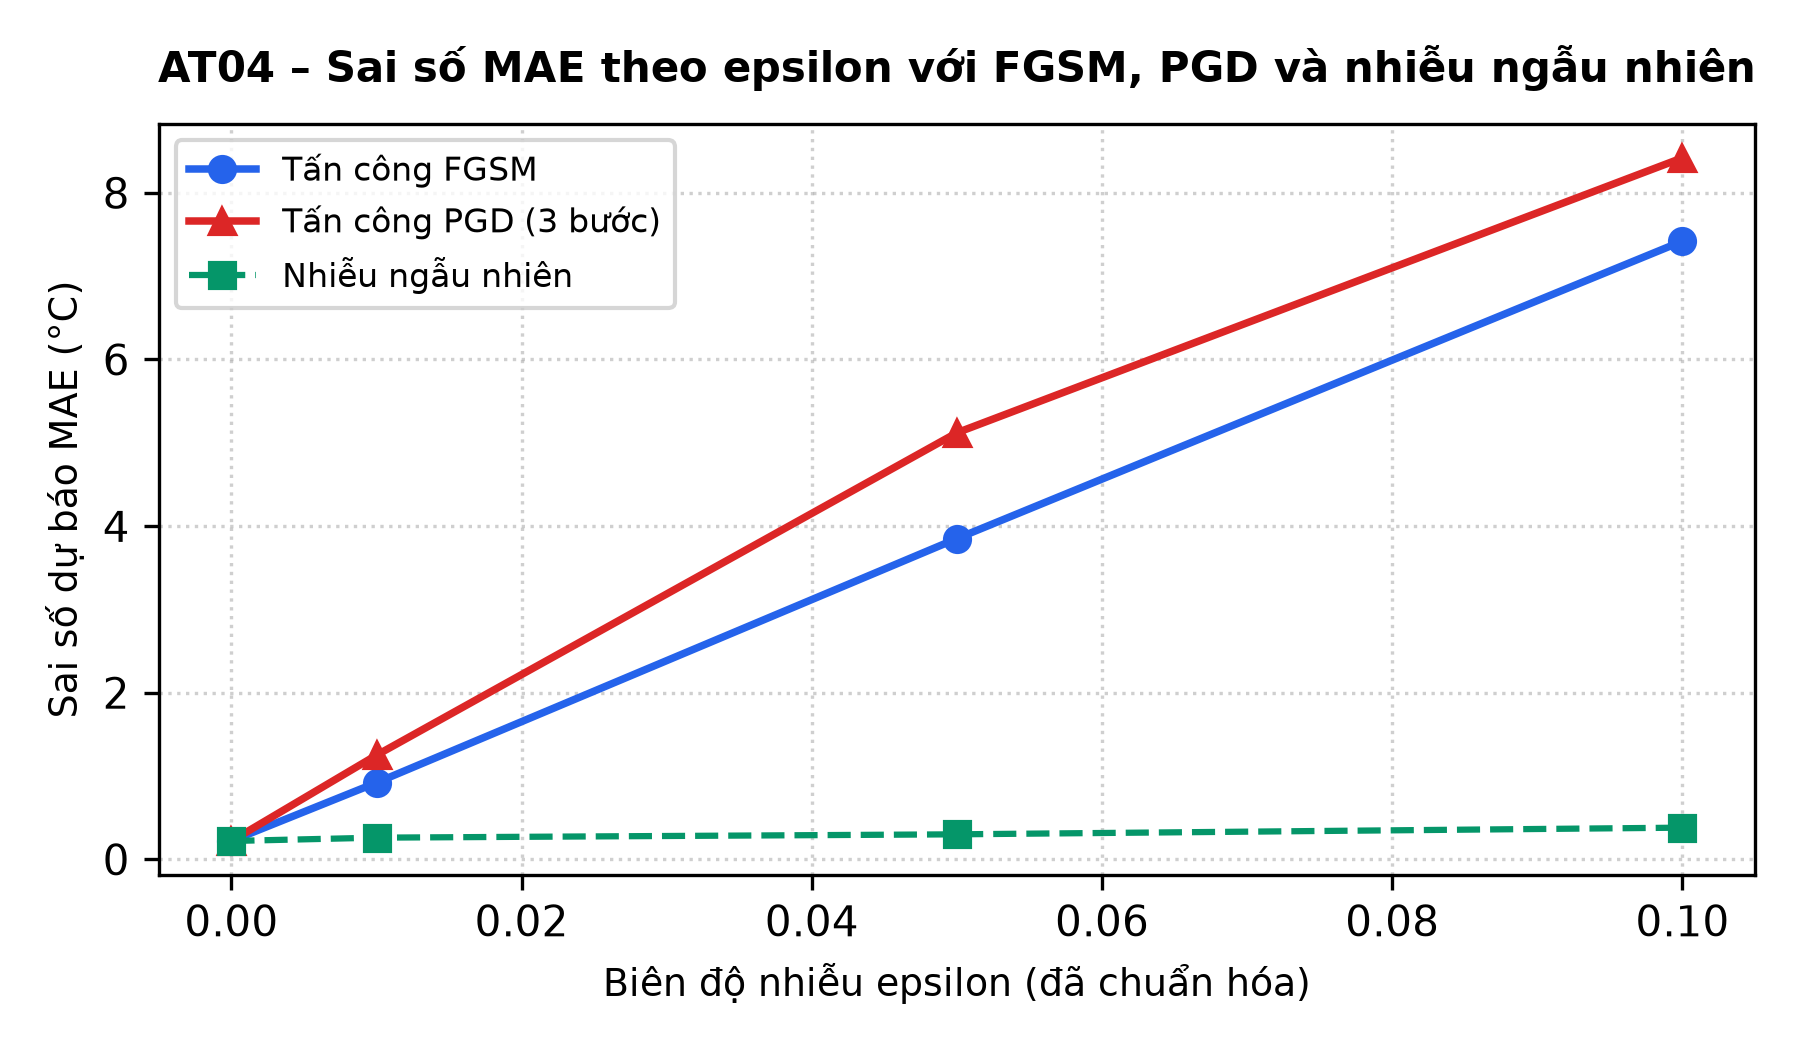 AT04 – Sai số MAE theo epsilon với FGSM, PGD và nhiễu ngẫu nhiên
Tấn công FGSM
Tấn công PGD (3 bước)
Nhiễu ngẫu nhiên
Sai số dự báo MAE (°C)
8
6
4
2
0
0.00 0.02 0.04 0.06 0.08 0.10
Biên độ nhiễu epsilon (đã chuẩn hóa)